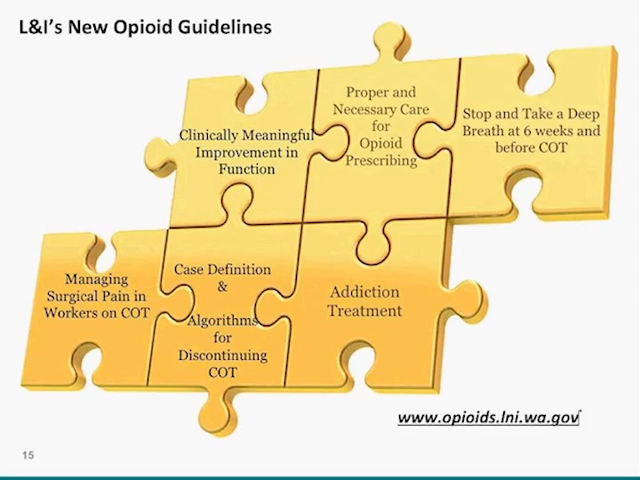 L&I's New Opioid Guidelines
Clinically Meaningful
Improvement in
Function
Proper and
Necessary Care
for
Opioid
Prescribing
Stop and Take a Deep
Breath at 6 weeks and
before COT
Managing
Surgical Pain in
Workers on COT
Case Definition
&
Algorithms
for
Discontinuing
COT
Addiction
Treatment
www.opioids.lni.wa.gov
15